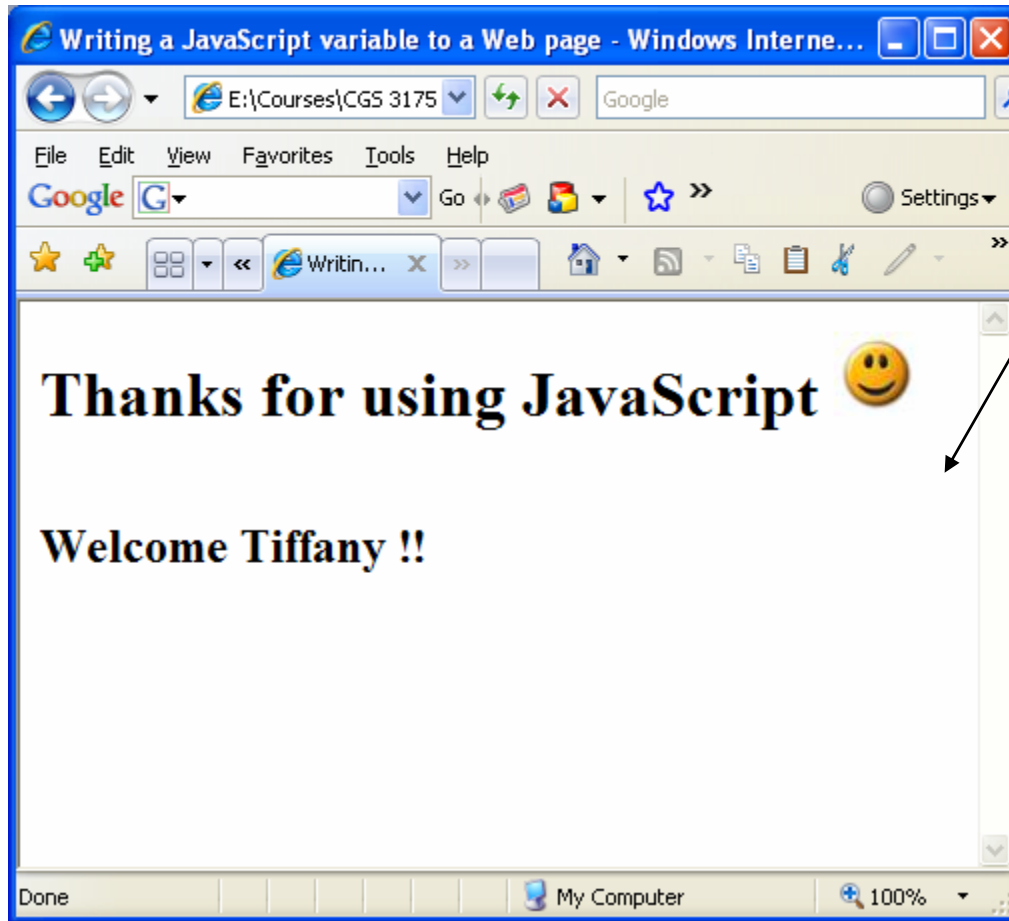 Writing a JavaScript variable to a Web page - Windows Interne...
E:\Courses\CGS 3175 Google
File Edit View Favorites Tools Help
Google G Go » Settings
« Writin... X » »
Thanks for using JavaScript
Welcome Tiffany !!
Done My Computer 100%